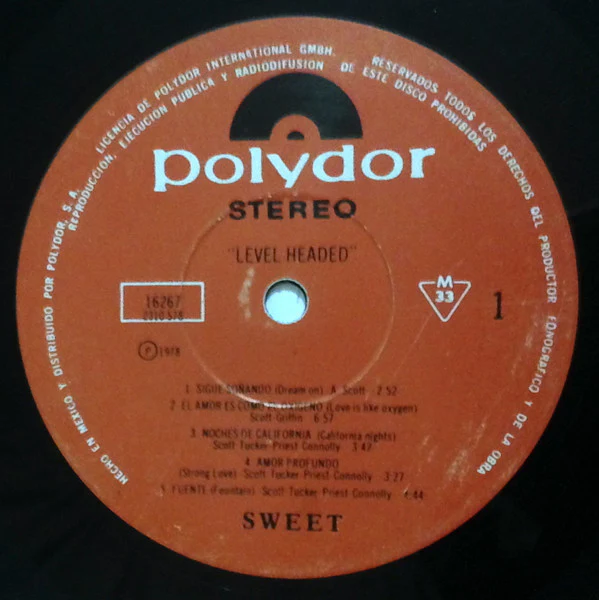 HECHO EN MEXICO Y DISTRIBUIDO POR POLYDOR, S. A. LICENCIA DE POLYDOR INTERNATIONAL GMBH. RESERVADOS TODOS LOS DERECHOS DEL PRODUCTOR FONOGRAFICO Y DE LA OBRA
REPRODUCCION, EJECUCION PUBLICA Y RADIODIFUSION DE ESTE DISCO PROHIBIDAS
polydor
STEREO
"LEVEL HEADED"
16267
2310 578
M
33
1
P 1978
1 SIGUE SOÑANDO (Dream on) A. Scott 2 52
2 EL AMOR ES COMO OXIGENO (Love is like oxygen)
Scott Griffin 6 57
3 NOCHES DE CALIFORNIA (California nights)
Scott Tucker Priest Connolly 3 42
4 AMOR PROFUNDO
(Strong Love) Scott Tucker Priest Connolly 3:27
5 FUENTE (Fountain) Scott Tucker Priest Connolly 4:44
SWEET